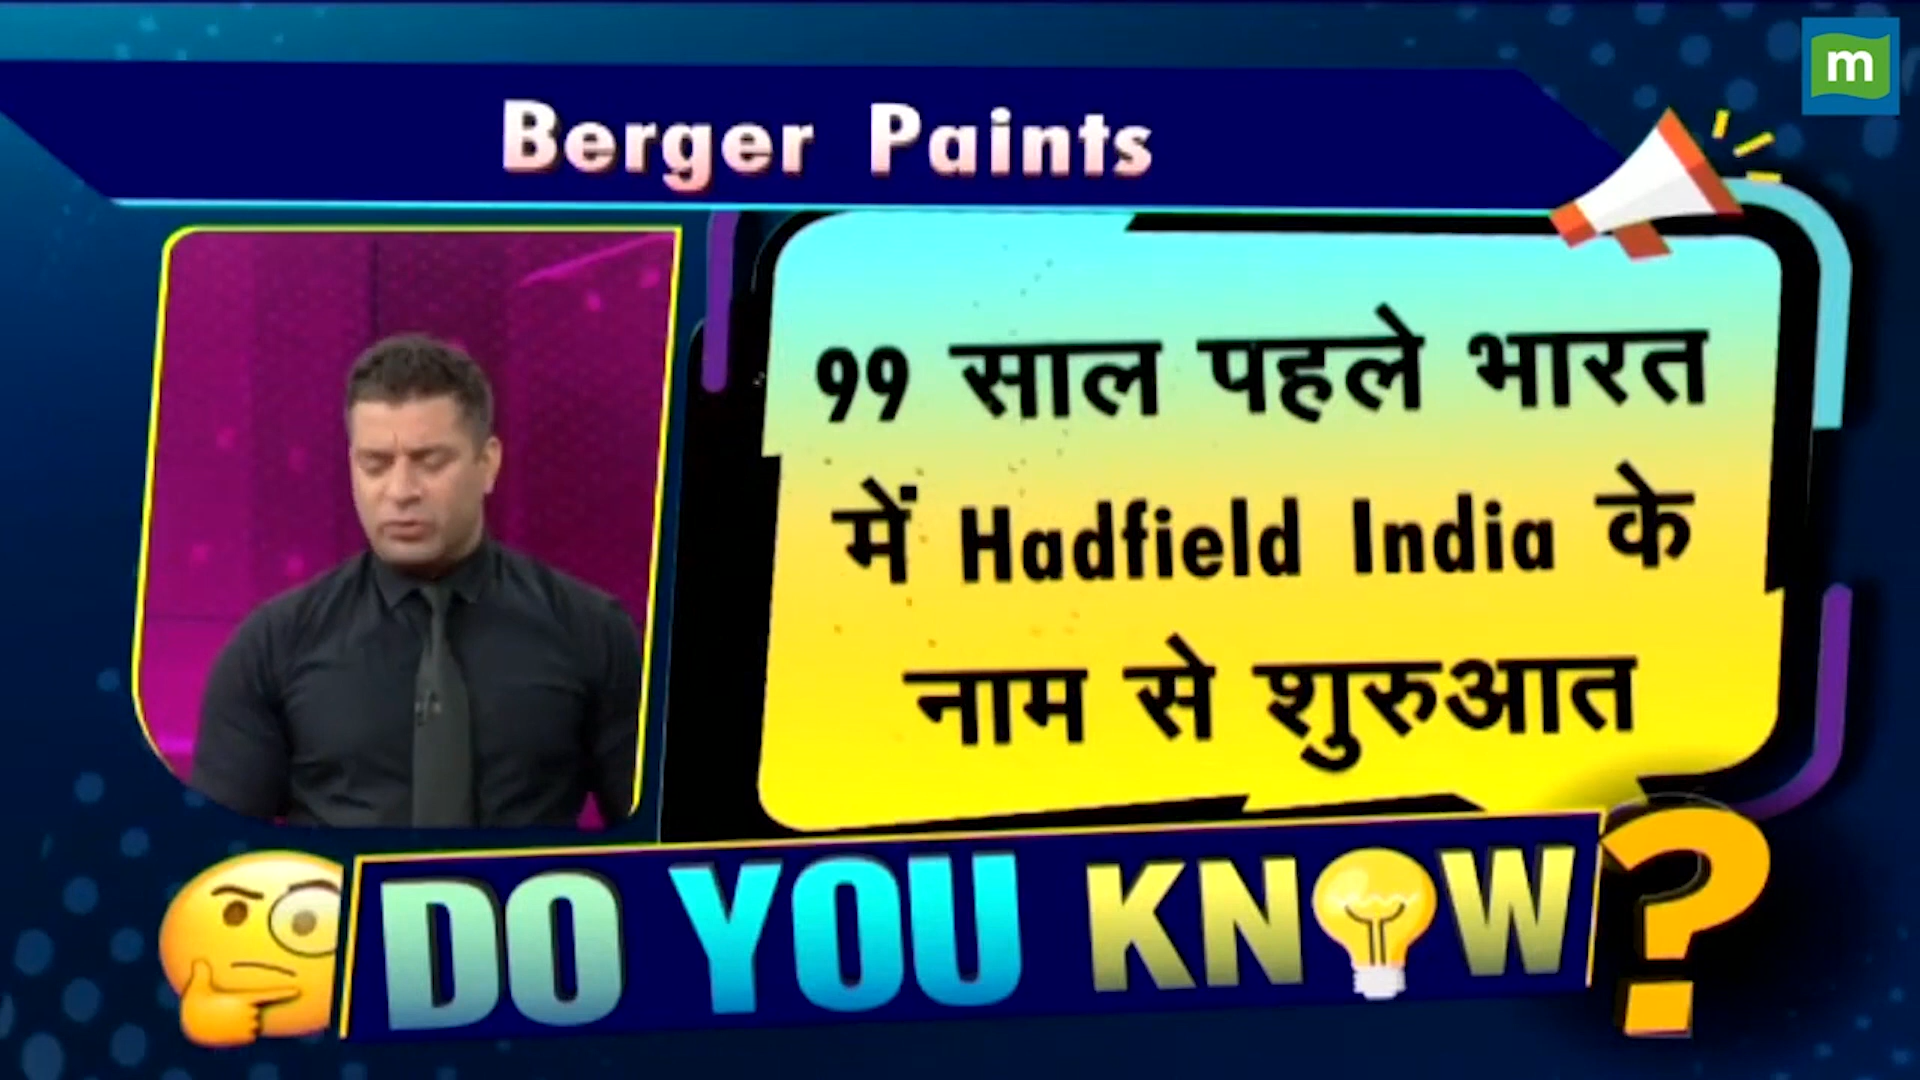 m
Berger Paints
99 साल पहले भारत
में Hadfield India के
नाम से शुरुआत
DO YOU KNOW?